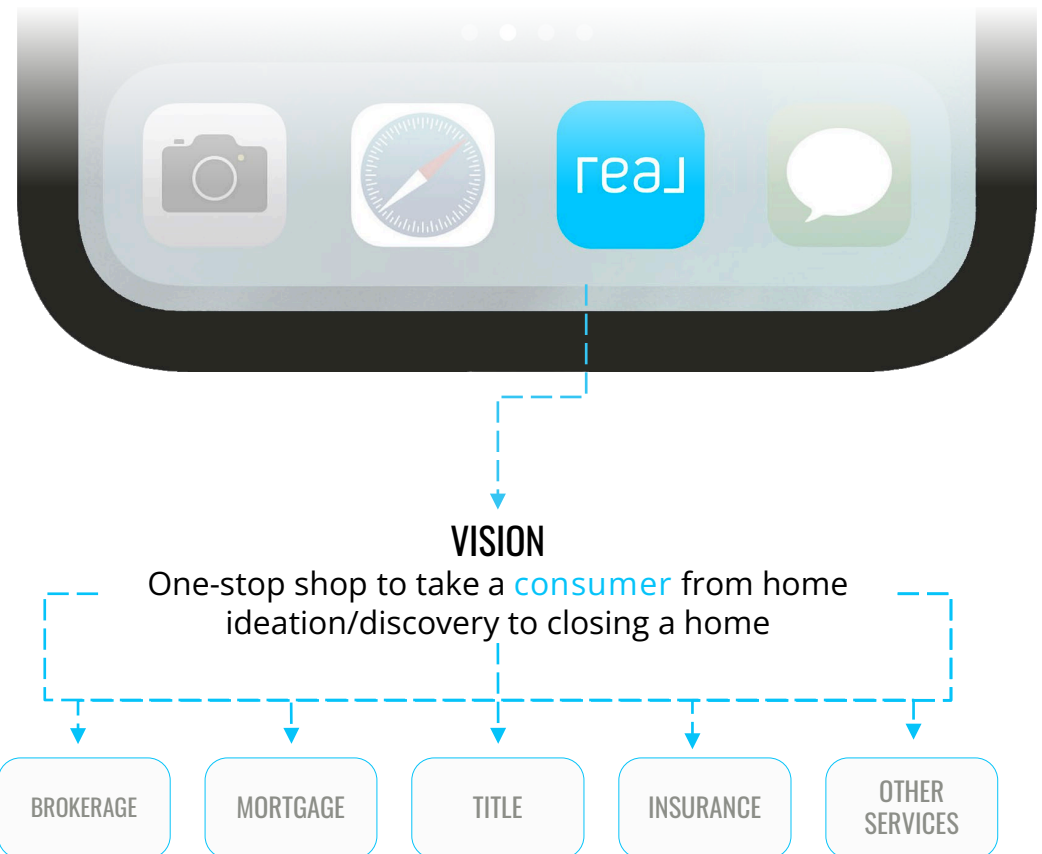 real
VISION
One-stop shop to take a consumer from home
ideation/discovery to closing a home
BROKERAGE
MORTGAGE
TITLE
INSURANCE
OTHER
SERVICES